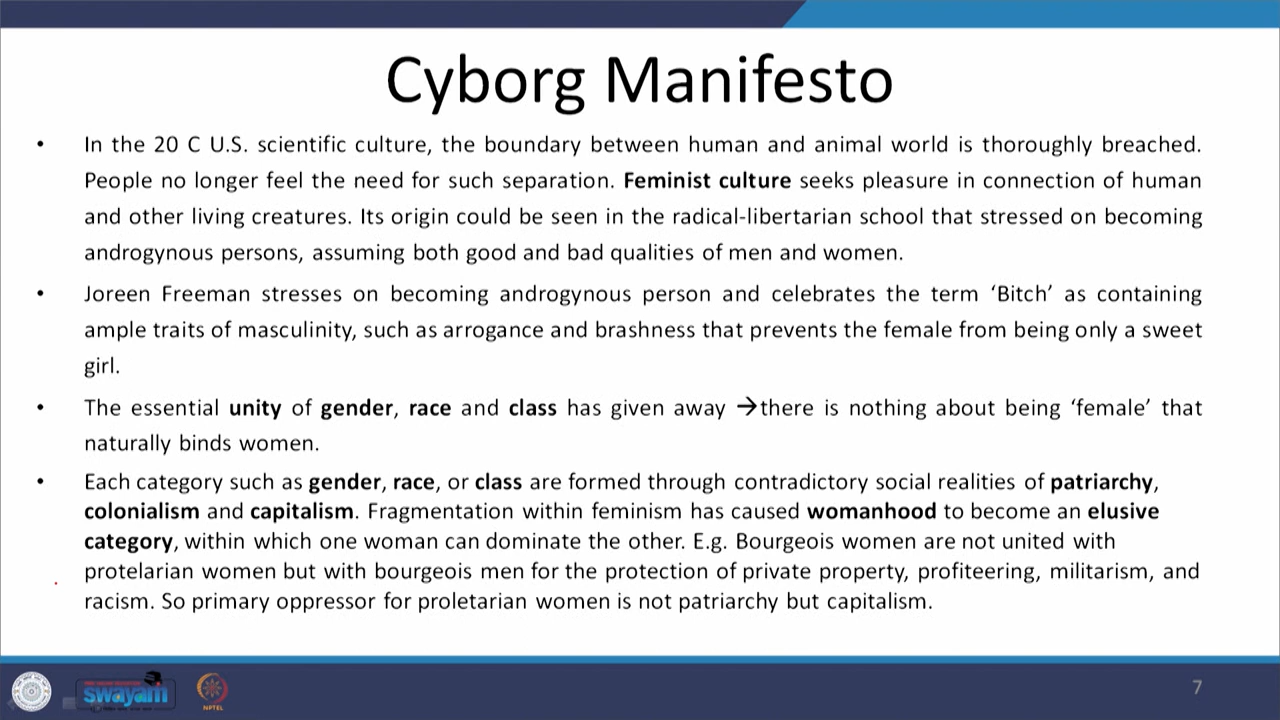 Cyborg Manifesto
• In the 20 C U.S. scientific culture, the boundary between human and animal world is thoroughly breached.
People no longer feel the need for such separation. Feminist culture seeks pleasure in connection of human
and other living creatures. Its origin could be seen in the radical-libertarian school that stressed on becoming
androgynous persons, assuming both good and bad qualities of men and women.
• Joreen Freeman stresses on becoming androgynous person and celebrates the term ‘Bitch’ as containing
ample traits of masculinity, such as arrogance and brashness that prevents the female from being only a sweet
girl.
• The essential unity of gender, race and class has given away →there is nothing about being ‘female’ that
naturally binds women.
• Each category such as gender, race, or class are formed through contradictory social realities of patriarchy,
colonialism and capitalism. Fragmentation within feminism has caused womanhood to become an elusive
category, within which one woman can dominate the other. E.g. Bourgeois women are not united with
protelarian women but with bourgeois men for the protection of private property, profiteering, militarism, and
racism. So primary oppressor for proletarian women is not patriarchy but capitalism.
swayam
NPTEL
7